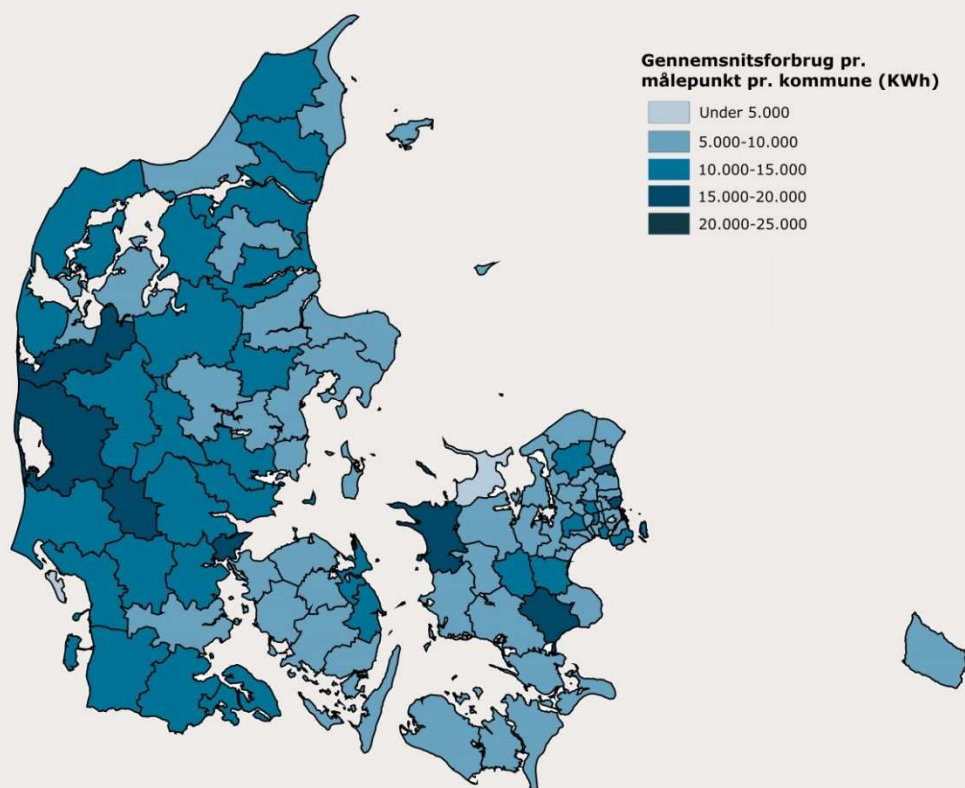 Gennemsnitsforbrug pr.
målepunkt pr. kommune (KWh)
Under 5.000
5.000-10.000
10.000-15.000
15.000-20.000
20.000-25.000